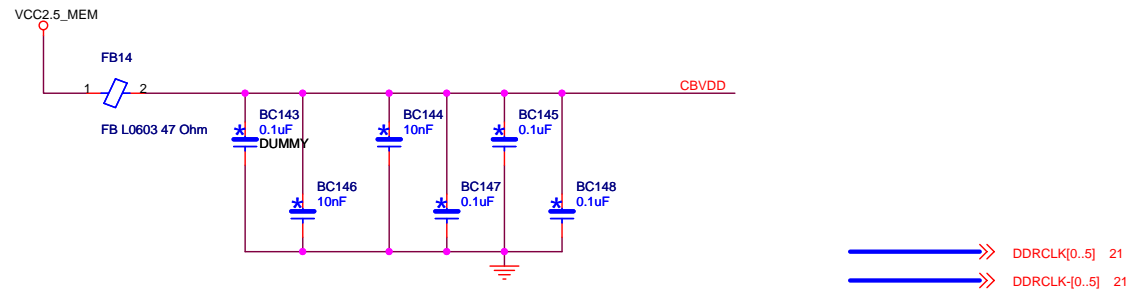 VCC2.5_MEM
FB14
1
2
CBVDD
FB L0603 47 Ohm
BC143
0.1uF
DUMMY
BC144
10nF
BC145
0.1uF
BC146
10nF
BC147
0.1uF
BC148
0.1uF
DDRCLK[0..5] 21
DDRCLK-[0..5] 21